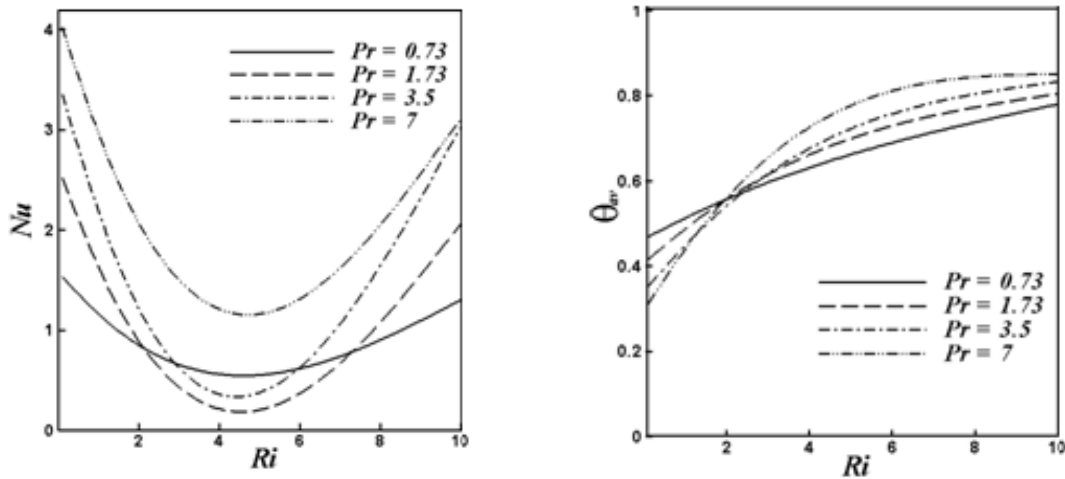 4
3
2
1
0
Nu
2
4
6
8
10
Ri
Pr = 0.73
Pr = 1.73
Pr = 3.5
Pr = 7
1
0.8
0.6
0.4
0.2
0
θav
2
4
6
8
10
Ri
Pr = 0.73
Pr = 1.73
Pr = 3.5
Pr = 7